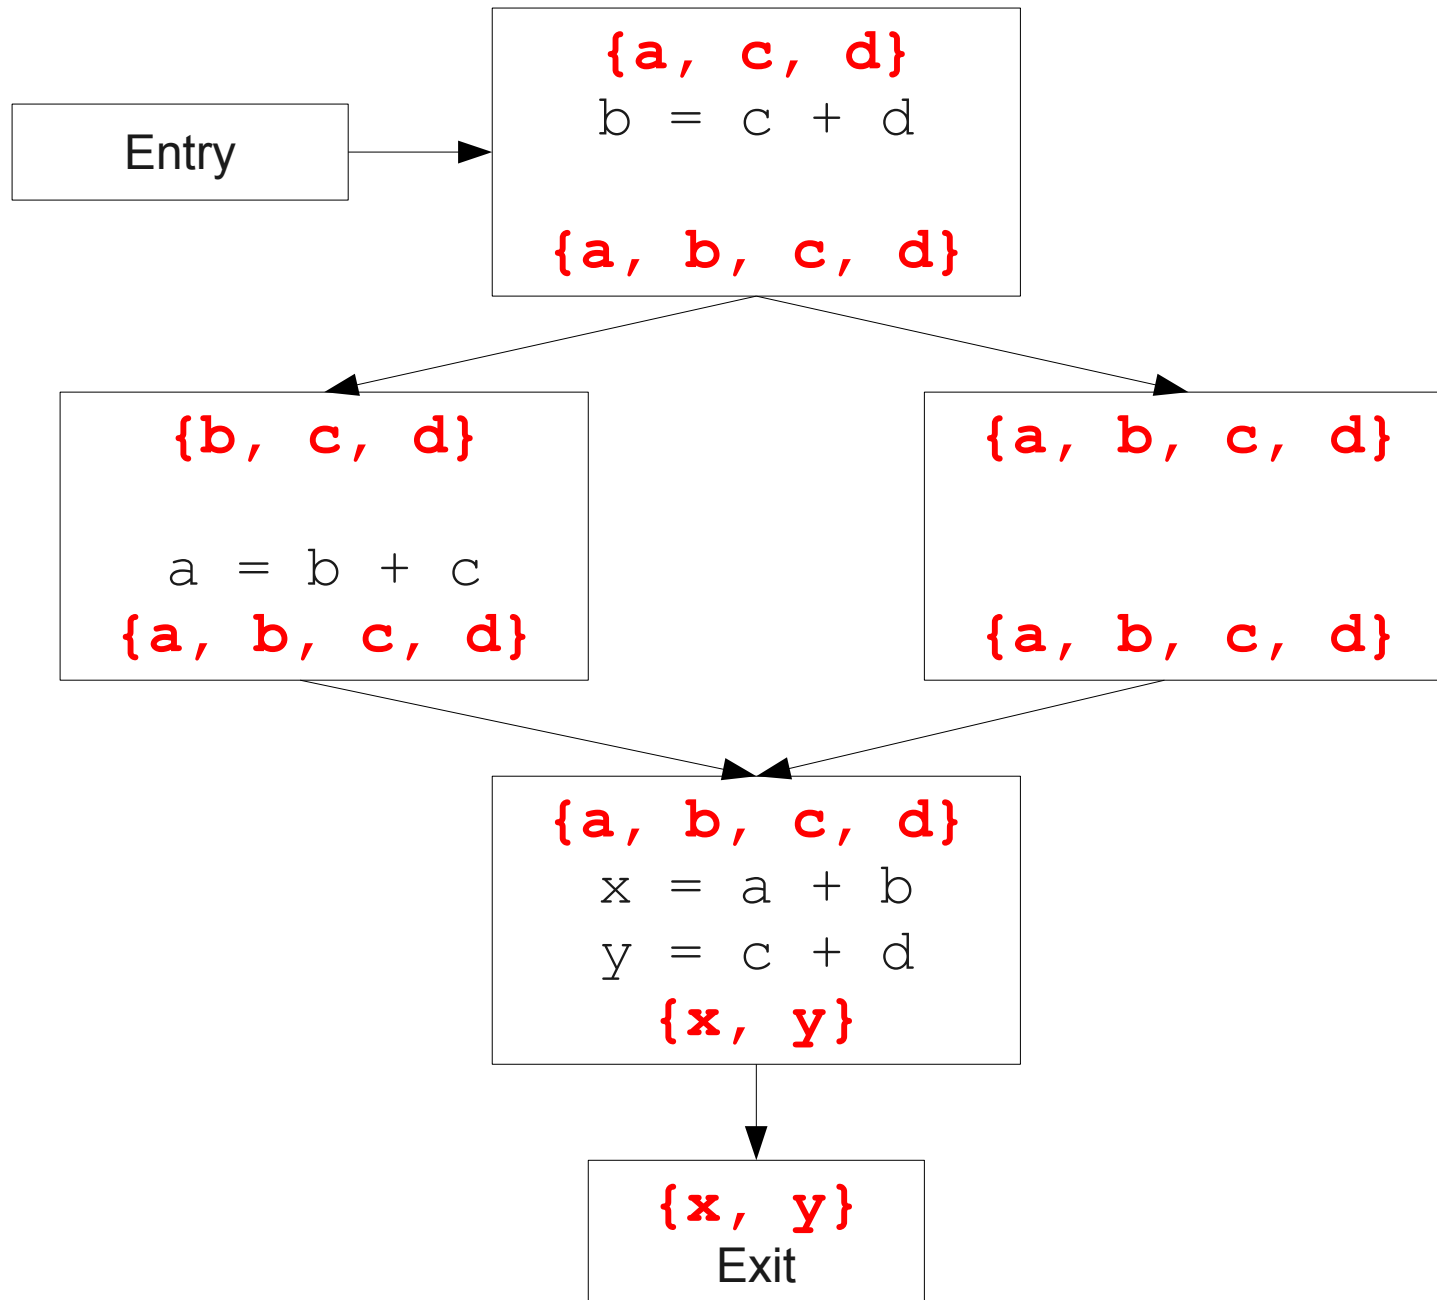 {a, c, d}
b = c + d
Entry
{a, b, c, d}
{b, c, d}
a = b + c
{a, b, c, d}
{a, b, c, d}
{a, b, c, d}
{a, b, c, d}
x = a + b
y = c + d
{x, y}
{x, y}
Exit